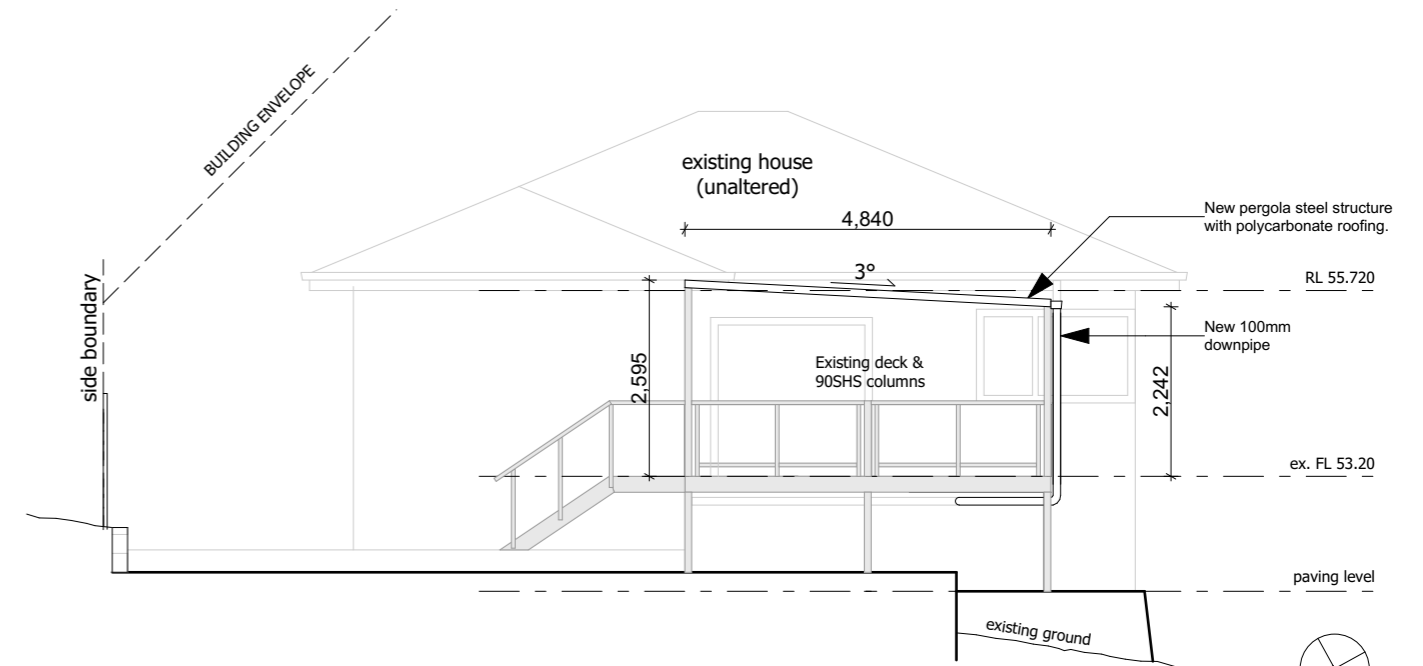 BUILDING ENVELOPE
existing house
(unaltered)
4,840
New pergola steel structure
with polycarbonate roofing.
3°
RL 55.720
side boundary
New 100mm
downpipe
2,595
Existing deck &
90SHS columns
2,242
ex. FL 53.20
paving level
existing ground